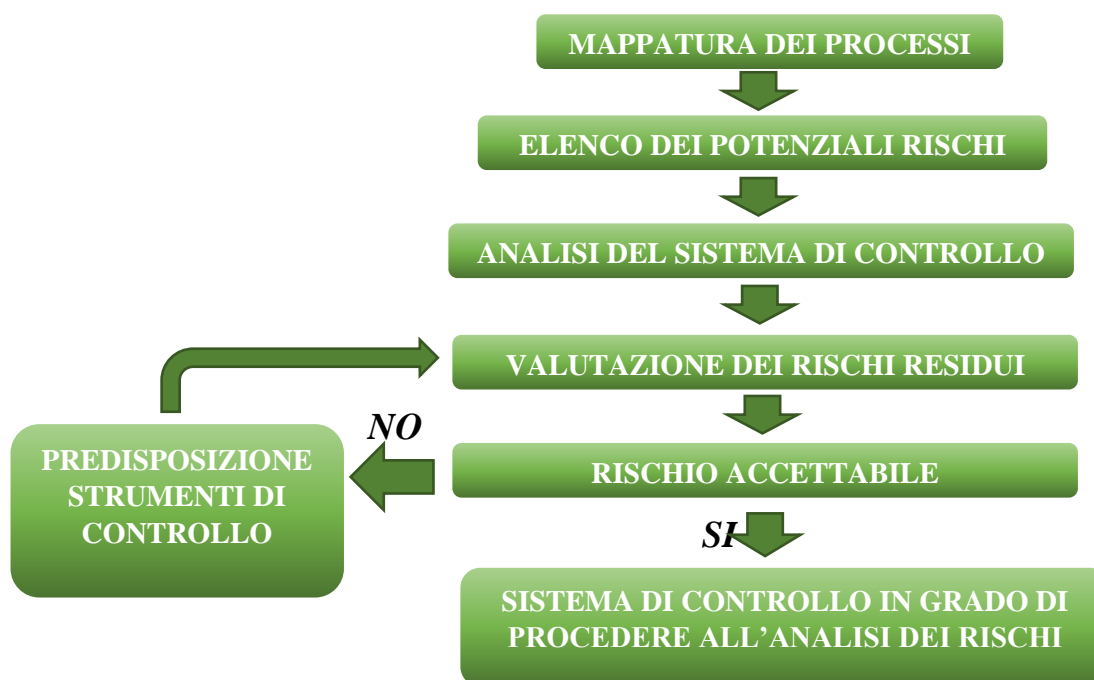 MAPPATURA DEI PROCESSI
ELENCO DEI POTENZIALI RISCHI
ANALISI DEL SISTEMA DI CONTROLLO
VALUTAZIONE DEI RISCHI RESIDUI
NO
PREDISPOSIZIONE
STRUMENTI DI
CONTROLLO
RISCHIO ACCETTABILE
SI
SISTEMA DI CONTROLLO IN GRADO DI
PROCEDERE ALL’ANALISI DEI RISCHI